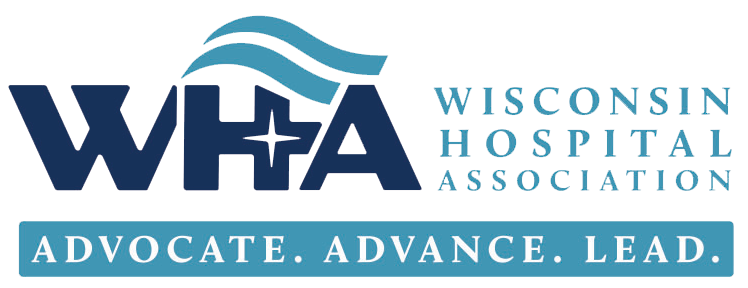 WHA
WISCONSIN
HOSPITAL
ASSOCIATION
ADVOCATE. ADVANCE. LEAD.